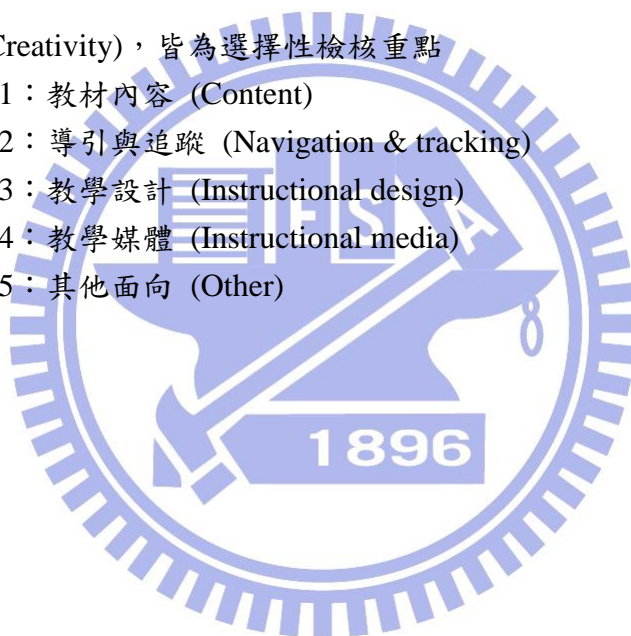 Creativity)，皆為選擇性檢核重點
1：教材內容 (Content)
2：導引與追蹤 (Navigation & tracking)
3：教學設計 (Instructional design)
4：教學媒體 (Instructional media)
5：其他面向 (Other)
E S A
1896